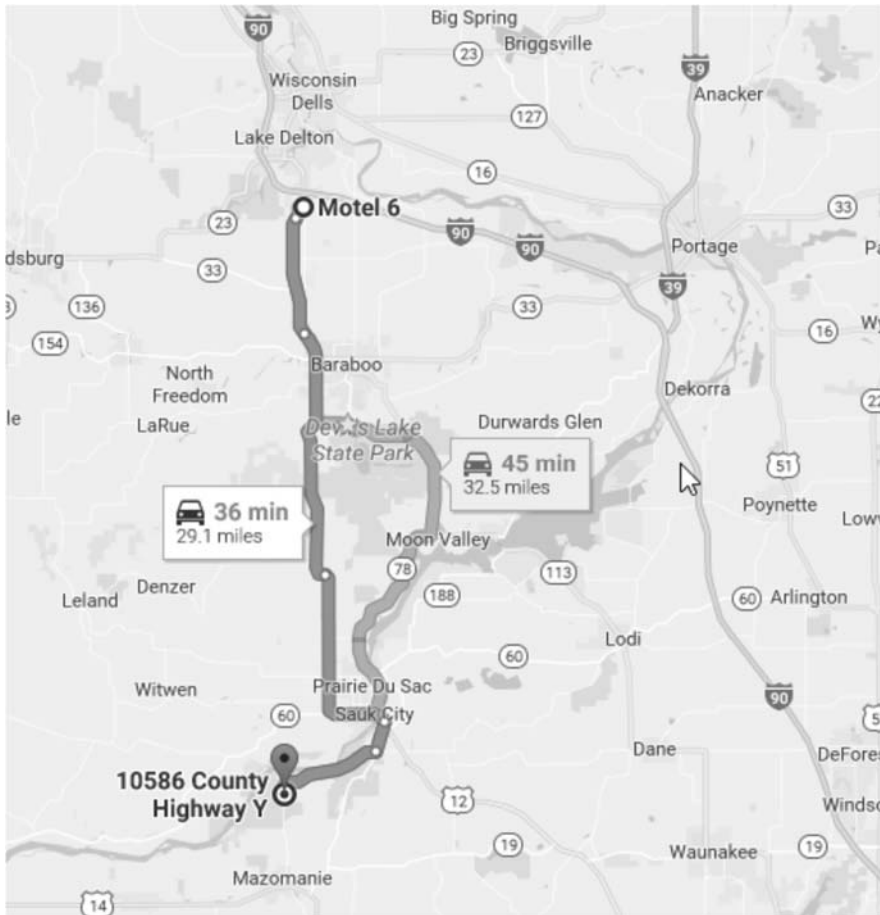 Big Spring
90
23
Briggsville
39
Wisconsin
Dells
Anacker
127
Lake Delton
16
Motel 6
33
23
90
90
Portage
dsburg
33
39
136
33
16
154
Baraboo
North
Freedom
Dekorra
LaRue
Durwards Glen
State Park
45 min
32.5 miles
51
36 min
29.1 miles
Poynette
Moon Valley
78
113
Denzer
188
Leland
60
Arlington
Lodi
60
Witwen
Prairie Du Sac
90
60
Sauk City
Dane
10586 County
Highway Y
12
19
Waunakee
19
Mazomanie
14